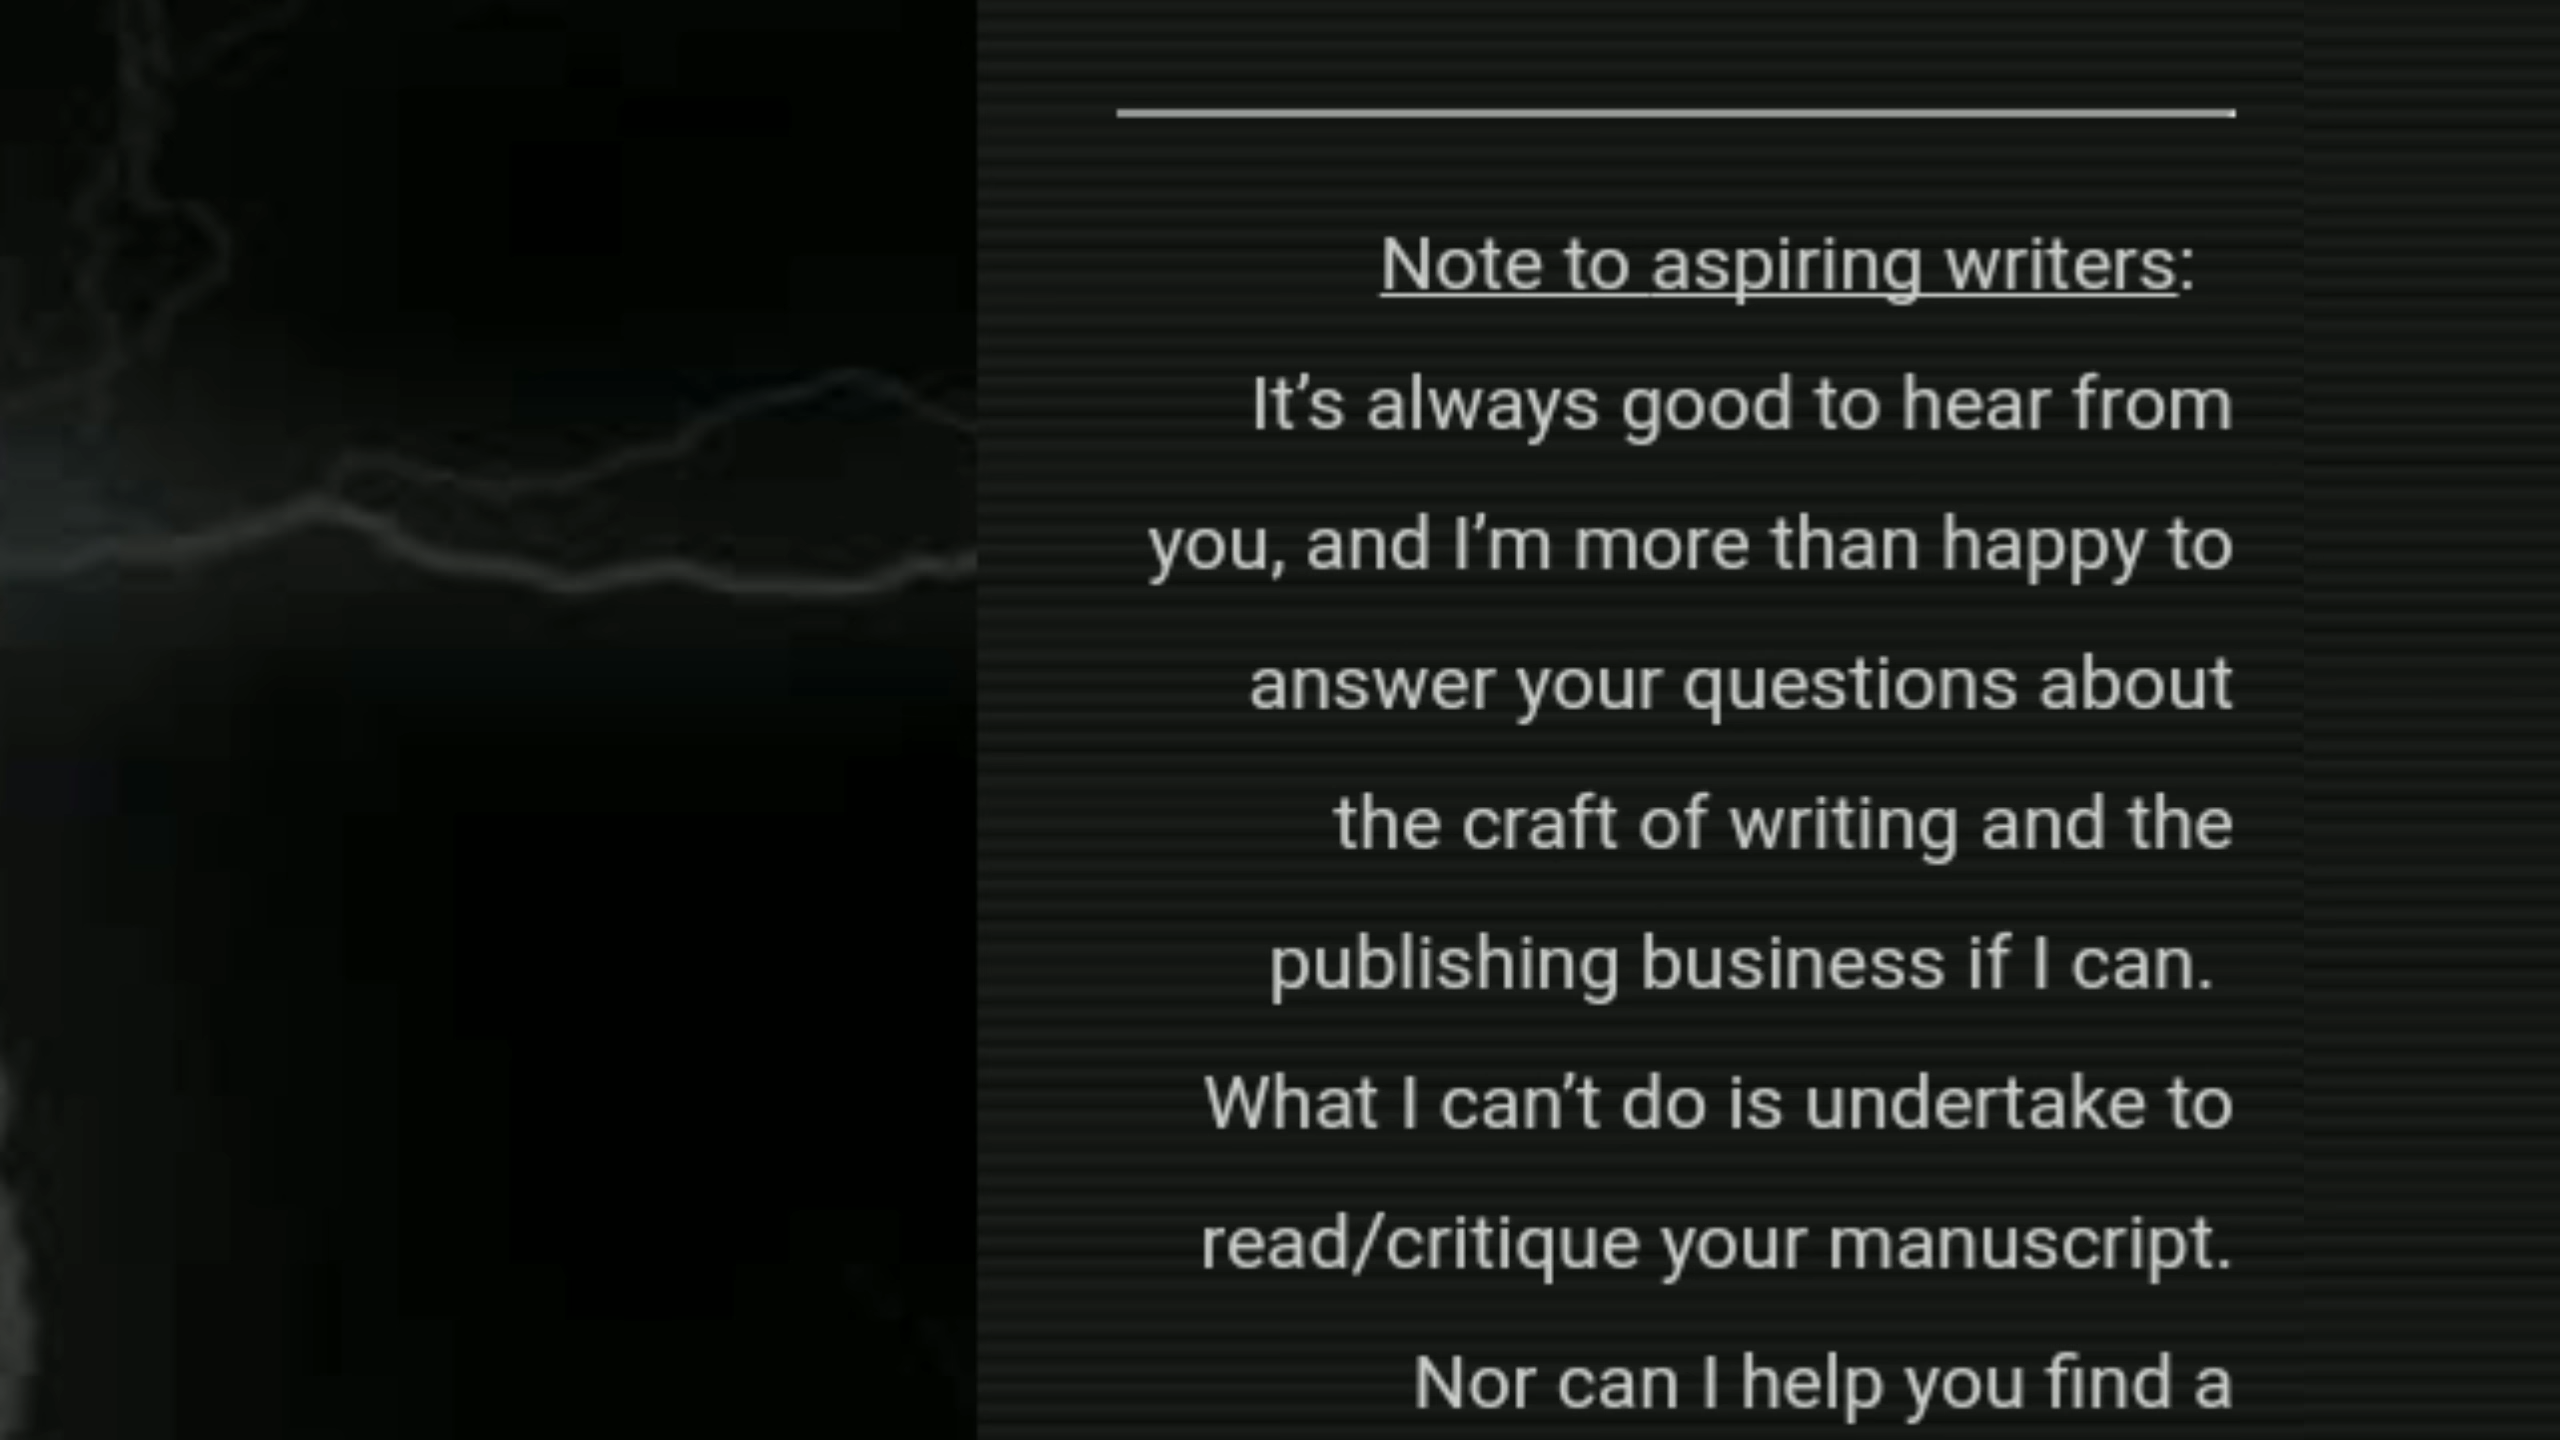 Note to aspiring writers:
It’s always good to hear from
you, and I’m more than happy to
answer your questions about
the craft of writing and the
publishing business if I can.
What I can’t do is undertake to
read/critique your manuscript.
Nor can I help you find a